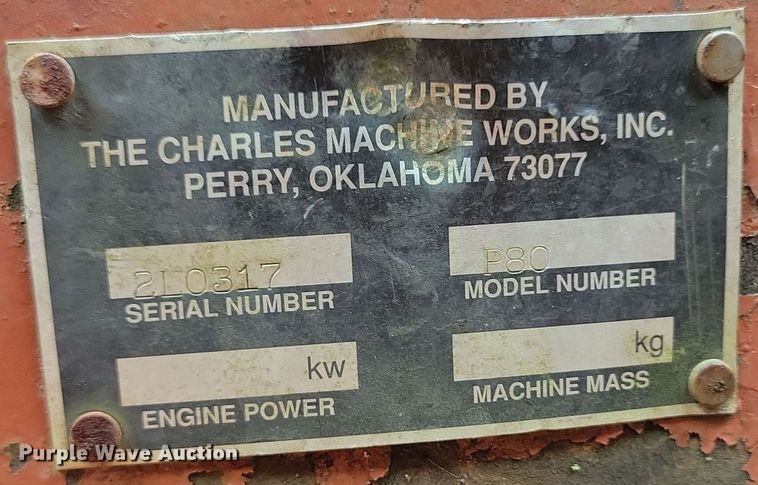 MANUFACTURED BY
THE CHARLES MACHINE WORKS, INC.
PERRY, OKLAHOMA 73077
2L0317
SERIAL NUMBER
P80
MODEL NUMBER
kw
ENGINE POWER
kg
MACHINE MASS
Purple Wave Auction